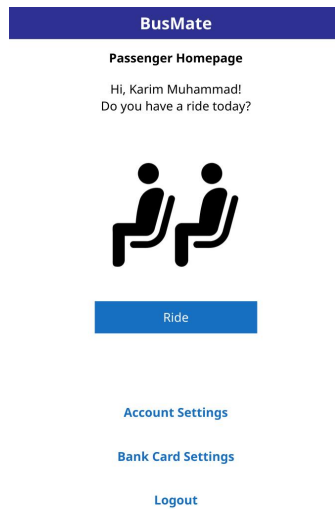 BusMate
Passenger Homepage
Hi, Karim Muhammad!
Do you have a ride today?
Ride
Account Settings
Bank Card Settings
Logout